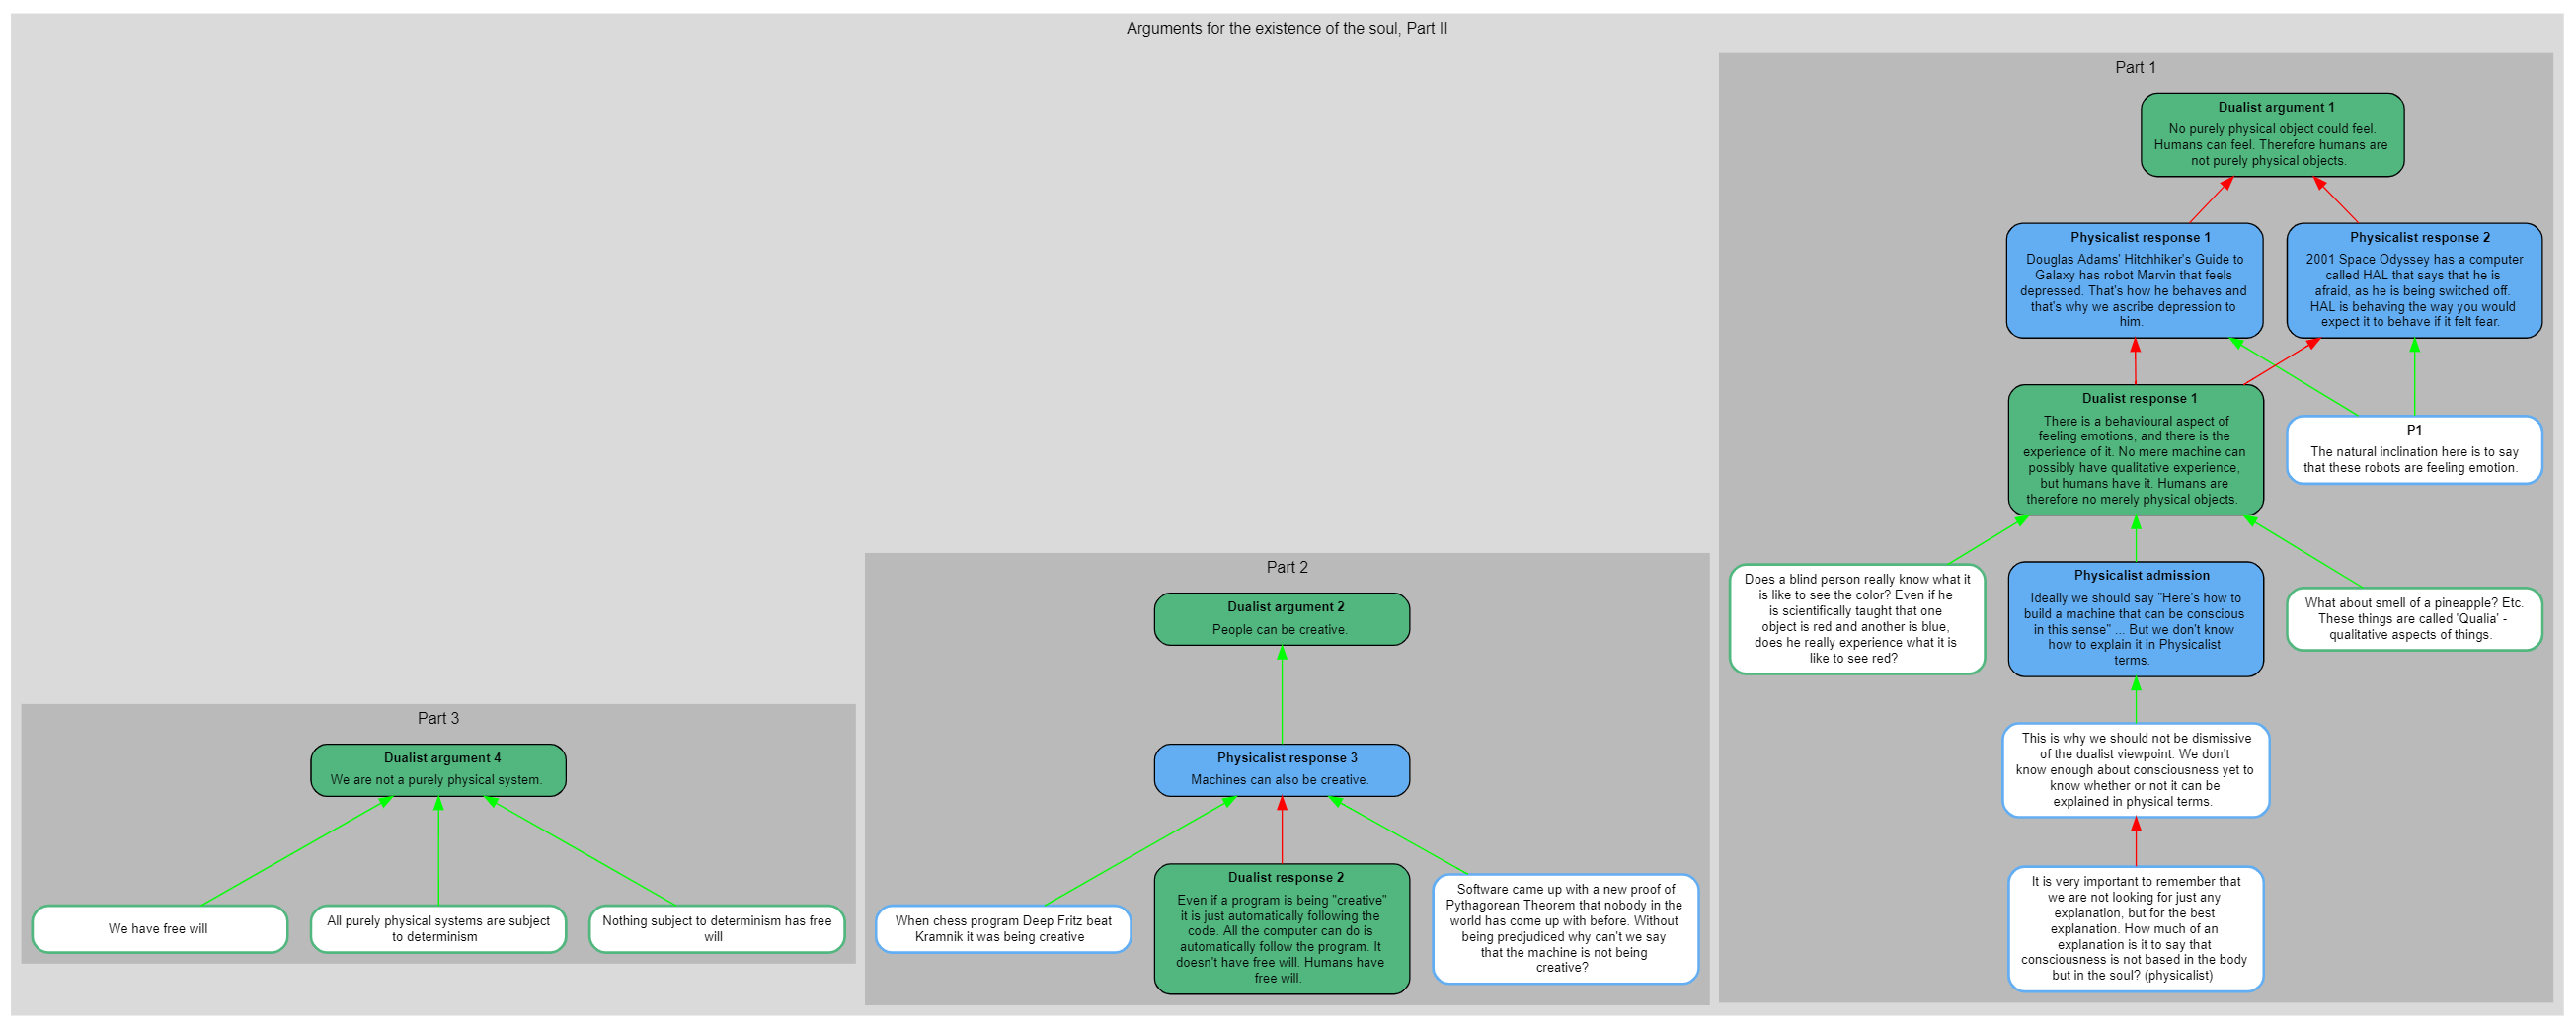 Arguments for the existence of the soul, Part II
Part 1
Dualist argument 1
No purely physical object could feel.
Humans can feel. Therefore humans are
not purely physical objects.
Physicalist response 1
Douglas Adams' Hitchhiker's Guide to
Galaxy has robot Marvin that feels
depressed. That's how he behaves and
that's why we ascribe depression to
him.
Physicalist response 2
2001 Space Odyssey has a computer
called HAL that says that he is
afraid, as he is being switched off.
HAL is behaving the way you would
expect it to behave if it felt fear.
Dualist response 1
There is a behavioural aspect of
feeling emotions, and there is the
experience of it. No mere machine can
possibly have qualitative experience,
but humans have it. Humans are
therefore no merely physical objects.
P1
The natural inclination here is to say
that these robots are feeling emotion.
Does a blind person really know what it
is like to see the color? Even if he
is scientifically taught that one
object is red and another is blue,
does he really experience what it is
like to see red?
Physicalist admission
Ideally we should say "Here's how to
build a machine that can be conscious
in this sense" ... But we don't know
how to explain it in Physicalist
terms.
What about smell of a pineapple? Etc.
These things are called 'Qualia' -
qualitative aspects of things.
This is why we should not be dismissive
of the dualist viewpoint. We don't
know enough about consciousness yet to
know whether or not it can be
explained in physical terms.
It is very important to remember that
we are not looking for just any
explanation, but for the best
explanation. How much of an
explanation is it to say that
consciousness is not based in the body
but in the soul? (physicalist)
Part 2
Dualist argument 2
People can be creative.
Physicalist response 3
Machines can also be creative.
When chess program Deep Fritz beat
Kramnik it was being creative
Dualist response 2
Even if a program is being "creative"
it is just automatically following the
code. All the computer can do is
automatically follow the program. It
doesn't have free will. Humans have
free will.
Software came up with a new proof of
Pythagorean Theorem that nobody in the
world has come up with before. Without
being predjudiced why can't we say
that the machine is not being
creative?
Part 3
Dualist argument 4
We are not a purely physical system.
We have free will
All purely physical systems are subject
to determinism
Nothing subject to determinism has free
will